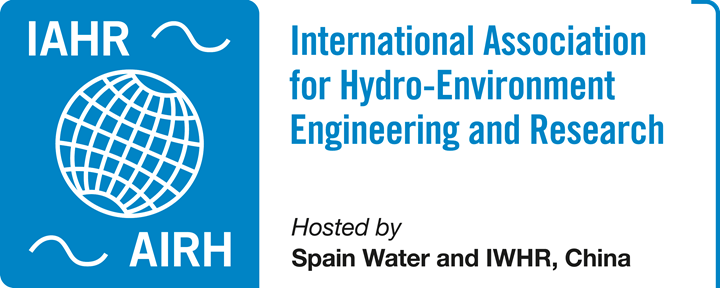 IAHR
AIRH
International Association
for Hydro-Environment
Engineering and Research
Hosted by
Spain Water and IWHR, China